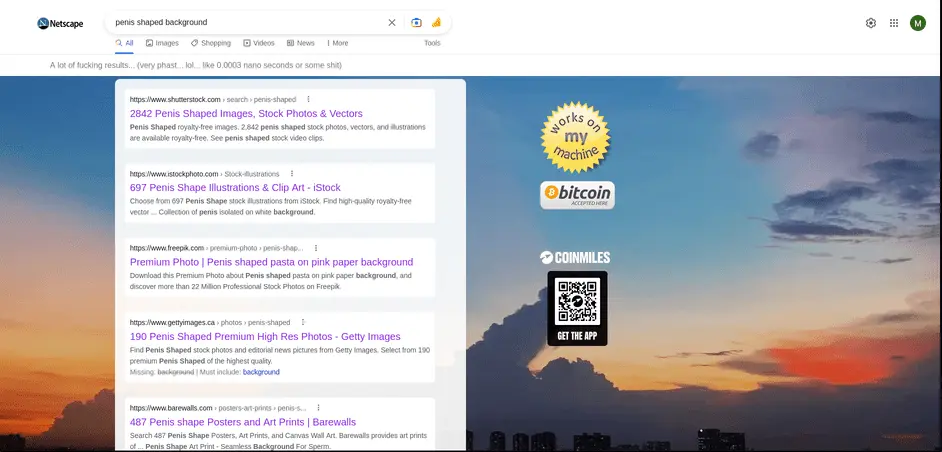 Netscape
penis shaped background
M
All
Images
Shopping
Videos
News
More
Tools
A lot of fucking results... (very phast... lol... like 0.0003 nano seconds or some shit)
https://www.shutterstock.com › search › penis-shaped
2842 Penis Shaped Images, Stock Photos & Vectors
Penis Shaped royalty-free images. 2,842 penis shaped stock photos, vectors, and illustrations
are available royalty-free. See penis shaped stock video clips.
https://www.istockphoto.com › Stock-illustrations
697 Penis Shape Illustrations & Clip Art - iStock
Choose from 697 Penis Shape stock illustrations from iStock. Find high-quality royalty-free
vector ... Collection of penis isolated on white background.
https://www.freepik.com › premium-photo › penis-shap...
Premium Photo | Penis shaped pasta on pink paper background
Download this Premium Photo about Penis shaped pasta on pink paper background, and
discover more than 22 Million Professional Stock Photos on Freepik
https://www.gettyimages.ca › photos › penis-shaped
190 Penis Shaped Premium High Res Photos - Getty Images
Find Penis Shaped stock photos and editorial news pictures from Getty Images. Select from 190
premium Penis Shaped of the highest quality.
Missing: background | Must include: background
https://www.barewalls.com › posters-art-prints › penis-s...
487 Penis shape Posters and Art Prints | Barewalls
Search 487 Penis Shape Posters, Art Prints, and Canvas Wall Art. Barewalls provides art prints
of ... Penis Shape Art Print - Seamless Background For Sperm.
works on
my
machine
bitcoin
ACCEPTED HERE
COINMILES
GET THE APP